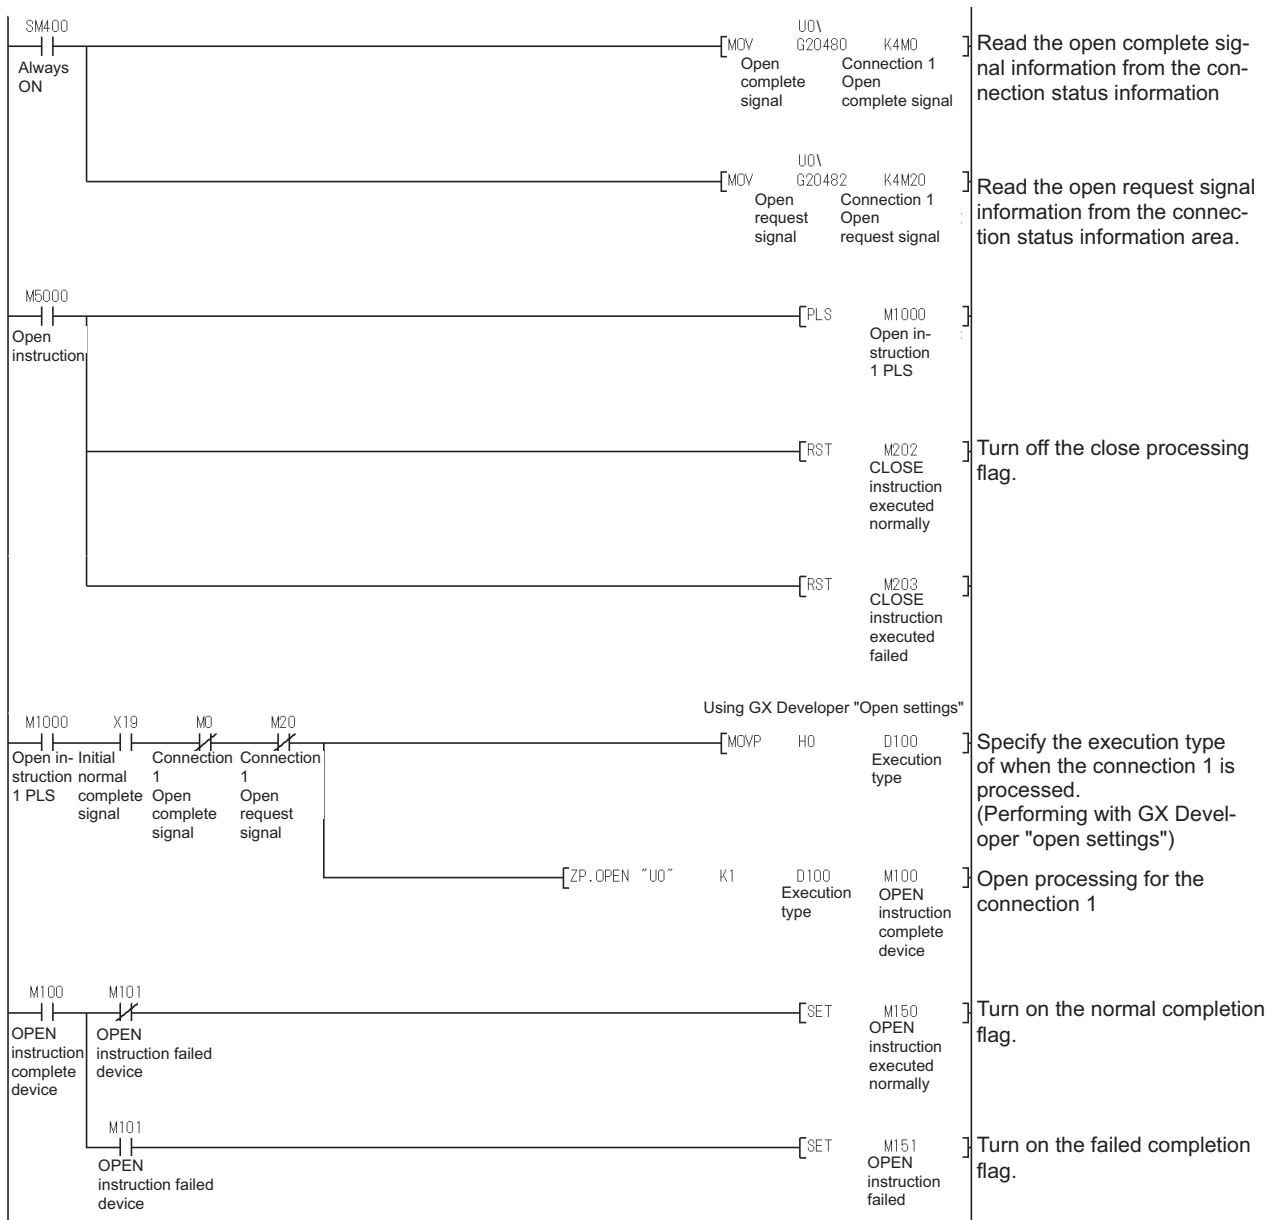 SM400
U0\
MOV G20480 K4M0
Always
ON
Open
complete
signal
Connection 1
Open
complete signal
Read the open complete sig-
nal information from the con-
nection status information
U0\
MOV G20482 K4M20
Open
request
signal
Connection 1
Open
request signal
Read the open request signal
information from the connec-
tion status information area.
M5000
Open
instruction
PLS M1000
Open in-
struction
1 PLS
RST M202
CLOSE
instruction
executed
normally
Turn off the close processing
flag.
RST M203
CLOSE
instruction
executed
failed
Using GX Developer "Open settings"
M1000 X19 M0 M20
Open in-
struction
1 PLS
Initial
normal
complete
signal
Connection
1
Open
complete
signal
Connection
1
Open
request
signal
MOVP H0 D100
Execution
type
Specify the execution type
of when the connection 1 is
processed.
(Performing with GX Devel-
oper "open settings")
ZP.OPEN "U0" K1 D100 M100
Execution
type
OPEN
instruction
complete
device
Open processing for the
connection 1
M100 M101
OPEN
instruction
complete
device
OPEN
instruction failed
device
SET M150
OPEN
instruction
executed
normally
Turn on the normal completion
flag.
M101
OPEN
instruction failed
device
SET M151
OPEN
instruction
failed
Turn on the failed completion
flag.